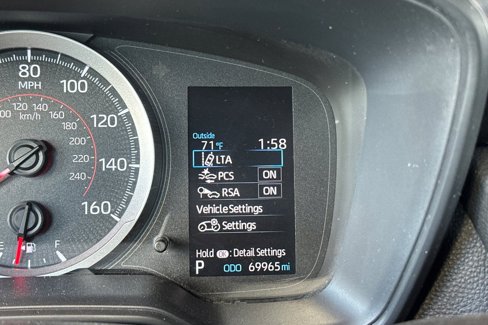 80
100
MPH
120
100 120 140
km/h 160
180
200
220
240
140
160
E F
Outside
71°F 1:58
LTA
PCS ON
RSA ON
Vehicle Settings
Settings
Hold OK : Detail Settings
P ODO 69965 mi